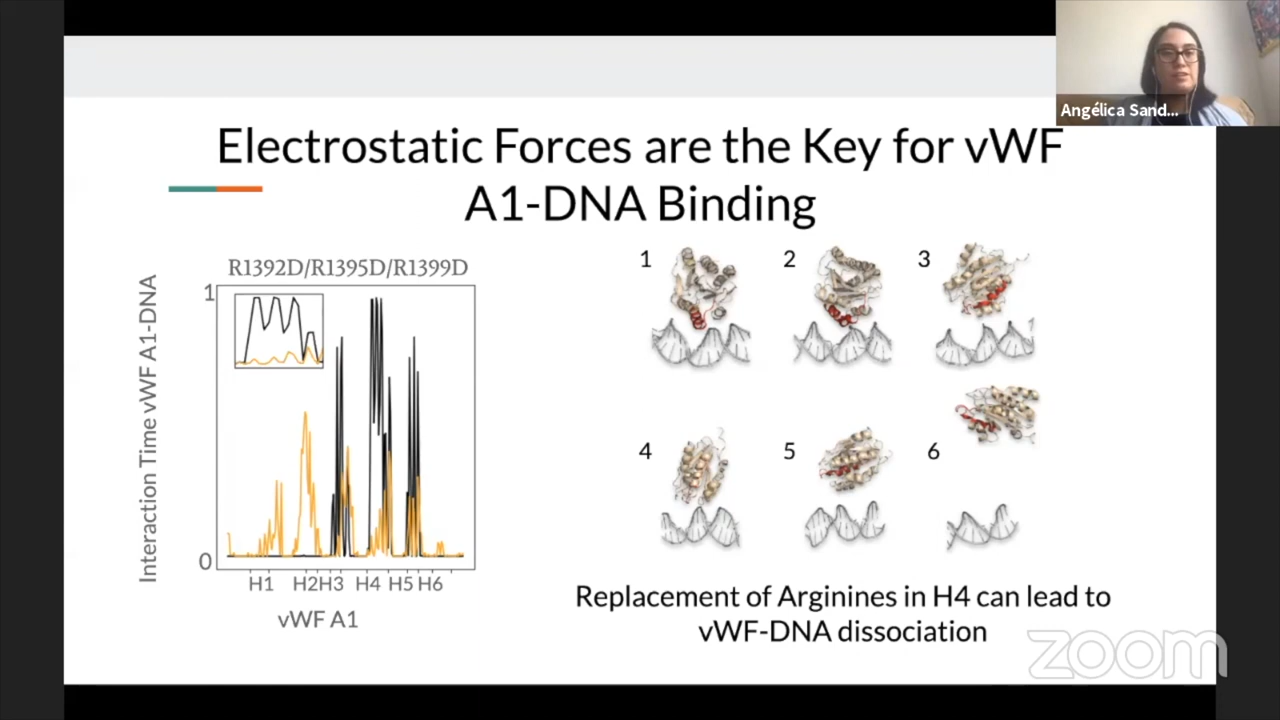 Angélica Sand...
Electrostatic Forces are the Key for vWF
A1-DNA Binding
R1392D/R1395D/R1399D
Interaction Time vWF A1-DNA
1
0
H1 H2 H3 H4 H5 H6
vWF A1
1 2 3
4 5 6
Replacement of Arginines in H4 can lead to
vWF-DNA dissociation
zoom